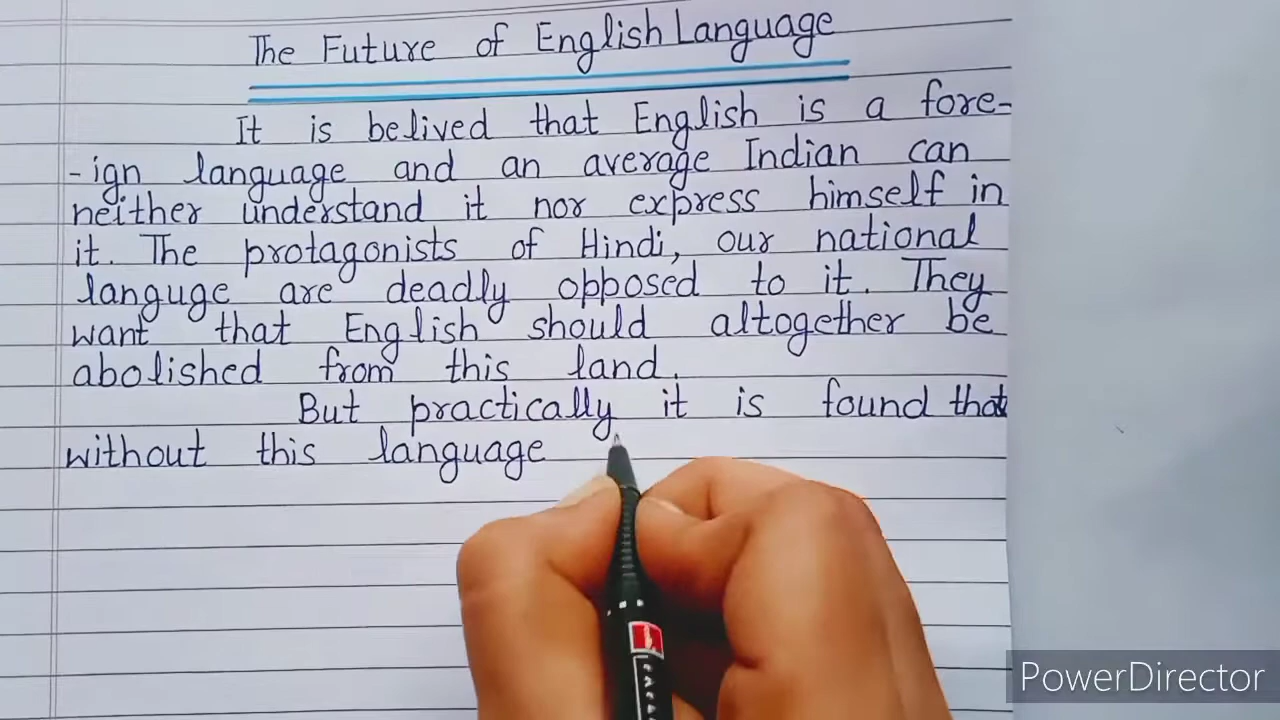 The Future of English Language
It is belived that English is a fore-
-ign language and an average Indian can
neither understand it nor express himself in
it. The protagonists of Hindi, our national
languge are deadly opposed to it. They
want that English should altogether be
abolished from this land.
But practically it is found that
without this language
PowerDirector